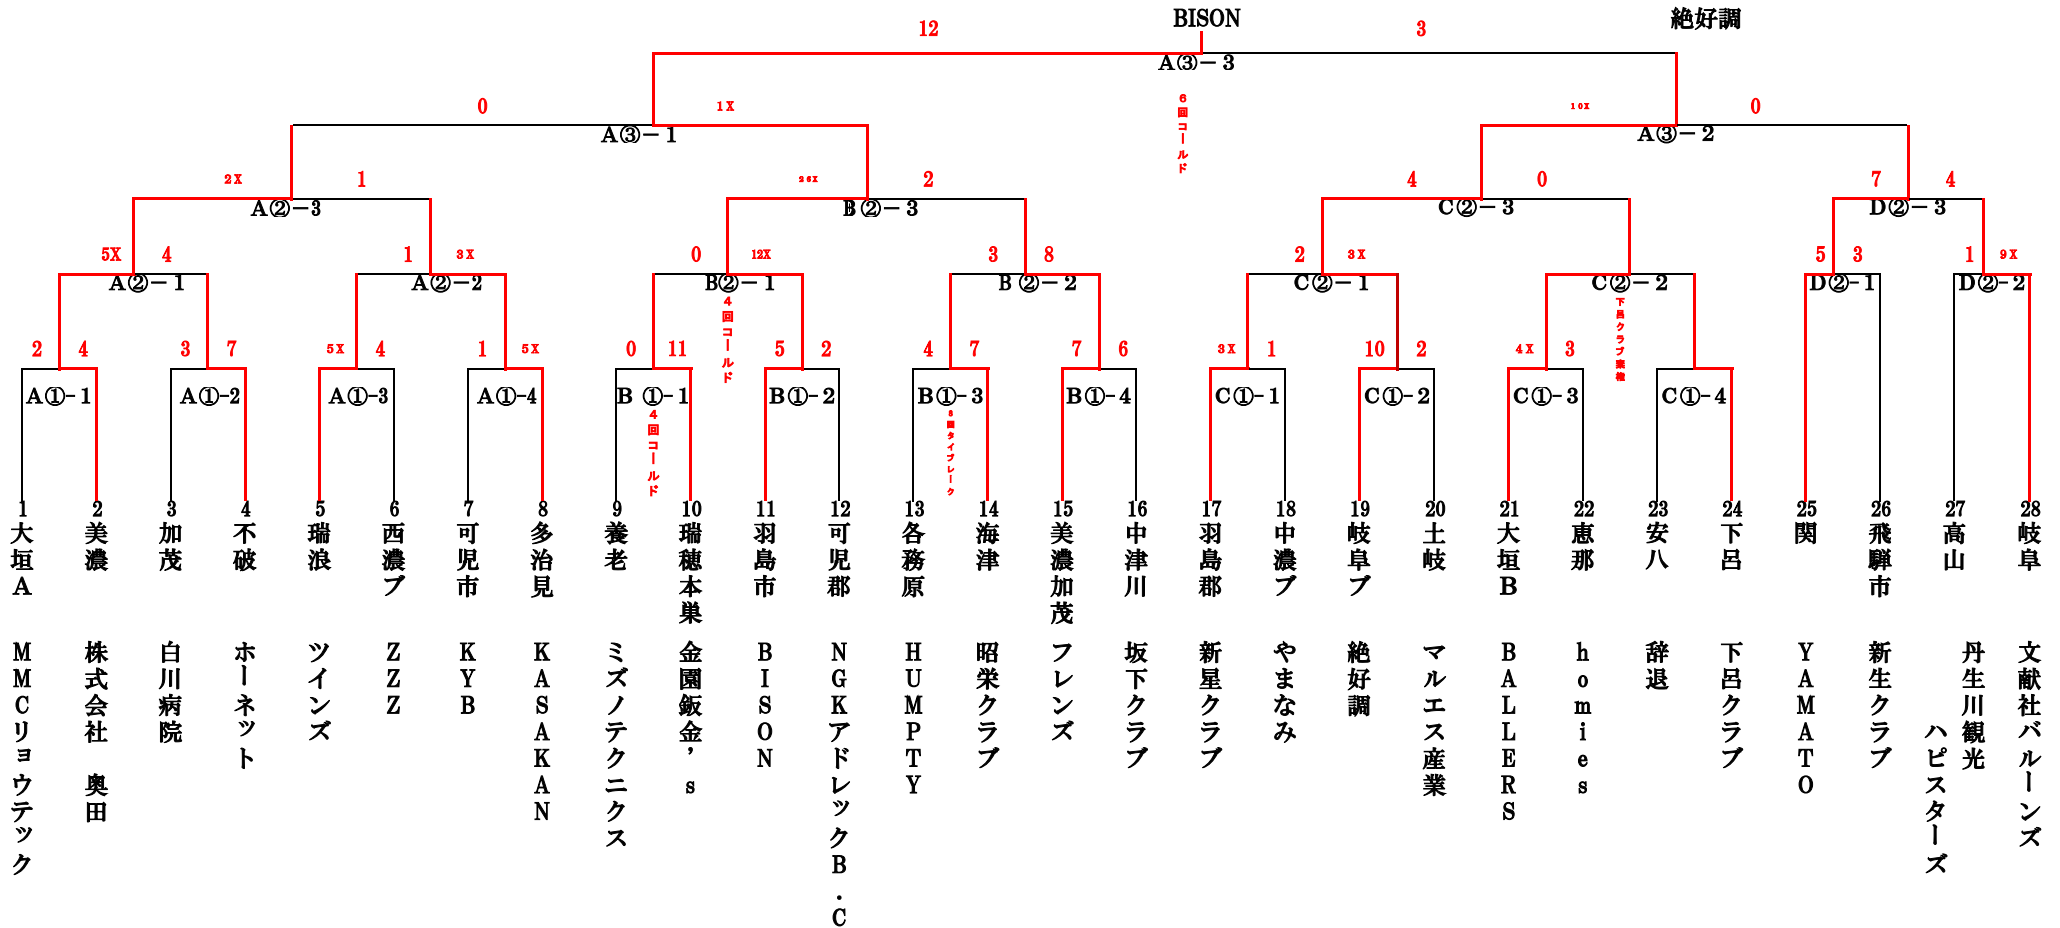 BISON 絶好調
12 3
A③－3
6回コールド
0 1X 10X 0
A③－1 A③－2
2X 1 26X 2 4 0 7 4
A②－3 B②－3 C②－3 D②－3
5X 4 1 3X 0 12X 3 8 2 3X 5 3 1 9X
A②－1 A②－2 B②－1 B②－2 C②－1 C②－2 D②-1 D②-2
4回コールド
下呂クラブ棄権
2 4 3 7 5X 4 1 5X 0 11 5 2 4 7 7 6 3X 1 10 2 4X 3
A①-1 A①-2 A①-3 A①-4 B①-1 B①-2 B①-3 B①-4 C①-1 C①-2 C①-3 C①-4
4回コールド
8回タイブレーク
1 2 3 4 5 6 7 8 9 10 11 12 13 14 15 16 17 18 19 20 21 22 23 24 25 26 27 28
大垣A
美濃
加茂
不破
瑞浪
西濃ブ
可児市
多治見
養老
瑞穂本巣
羽島市
可児郡
各務原
海津
美濃加茂
中津川
羽島郡
中濃ブ
岐阜ブ
土岐
大垣B
恵那
安八
下呂
関
飛騨市
高山
岐阜
MMCリョウテック
株式会社 奥田
白川病院
ホーネット
ツインズ
ZZZ
KYB
KASAKAN
ミズノテクニクス
金園鈑金’s
BISON
NGKアドレックB.C
HUMPTY
昭栄クラブ
フレンズ
坂下クラブ
新星クラブ
やまなみ
絶好調
マルエス産業
BALLERS
homies
辞退
下呂クラブ
YAMATO
新生クラブ
丹生川観光
ハピスターズ
文献社バルーンズ